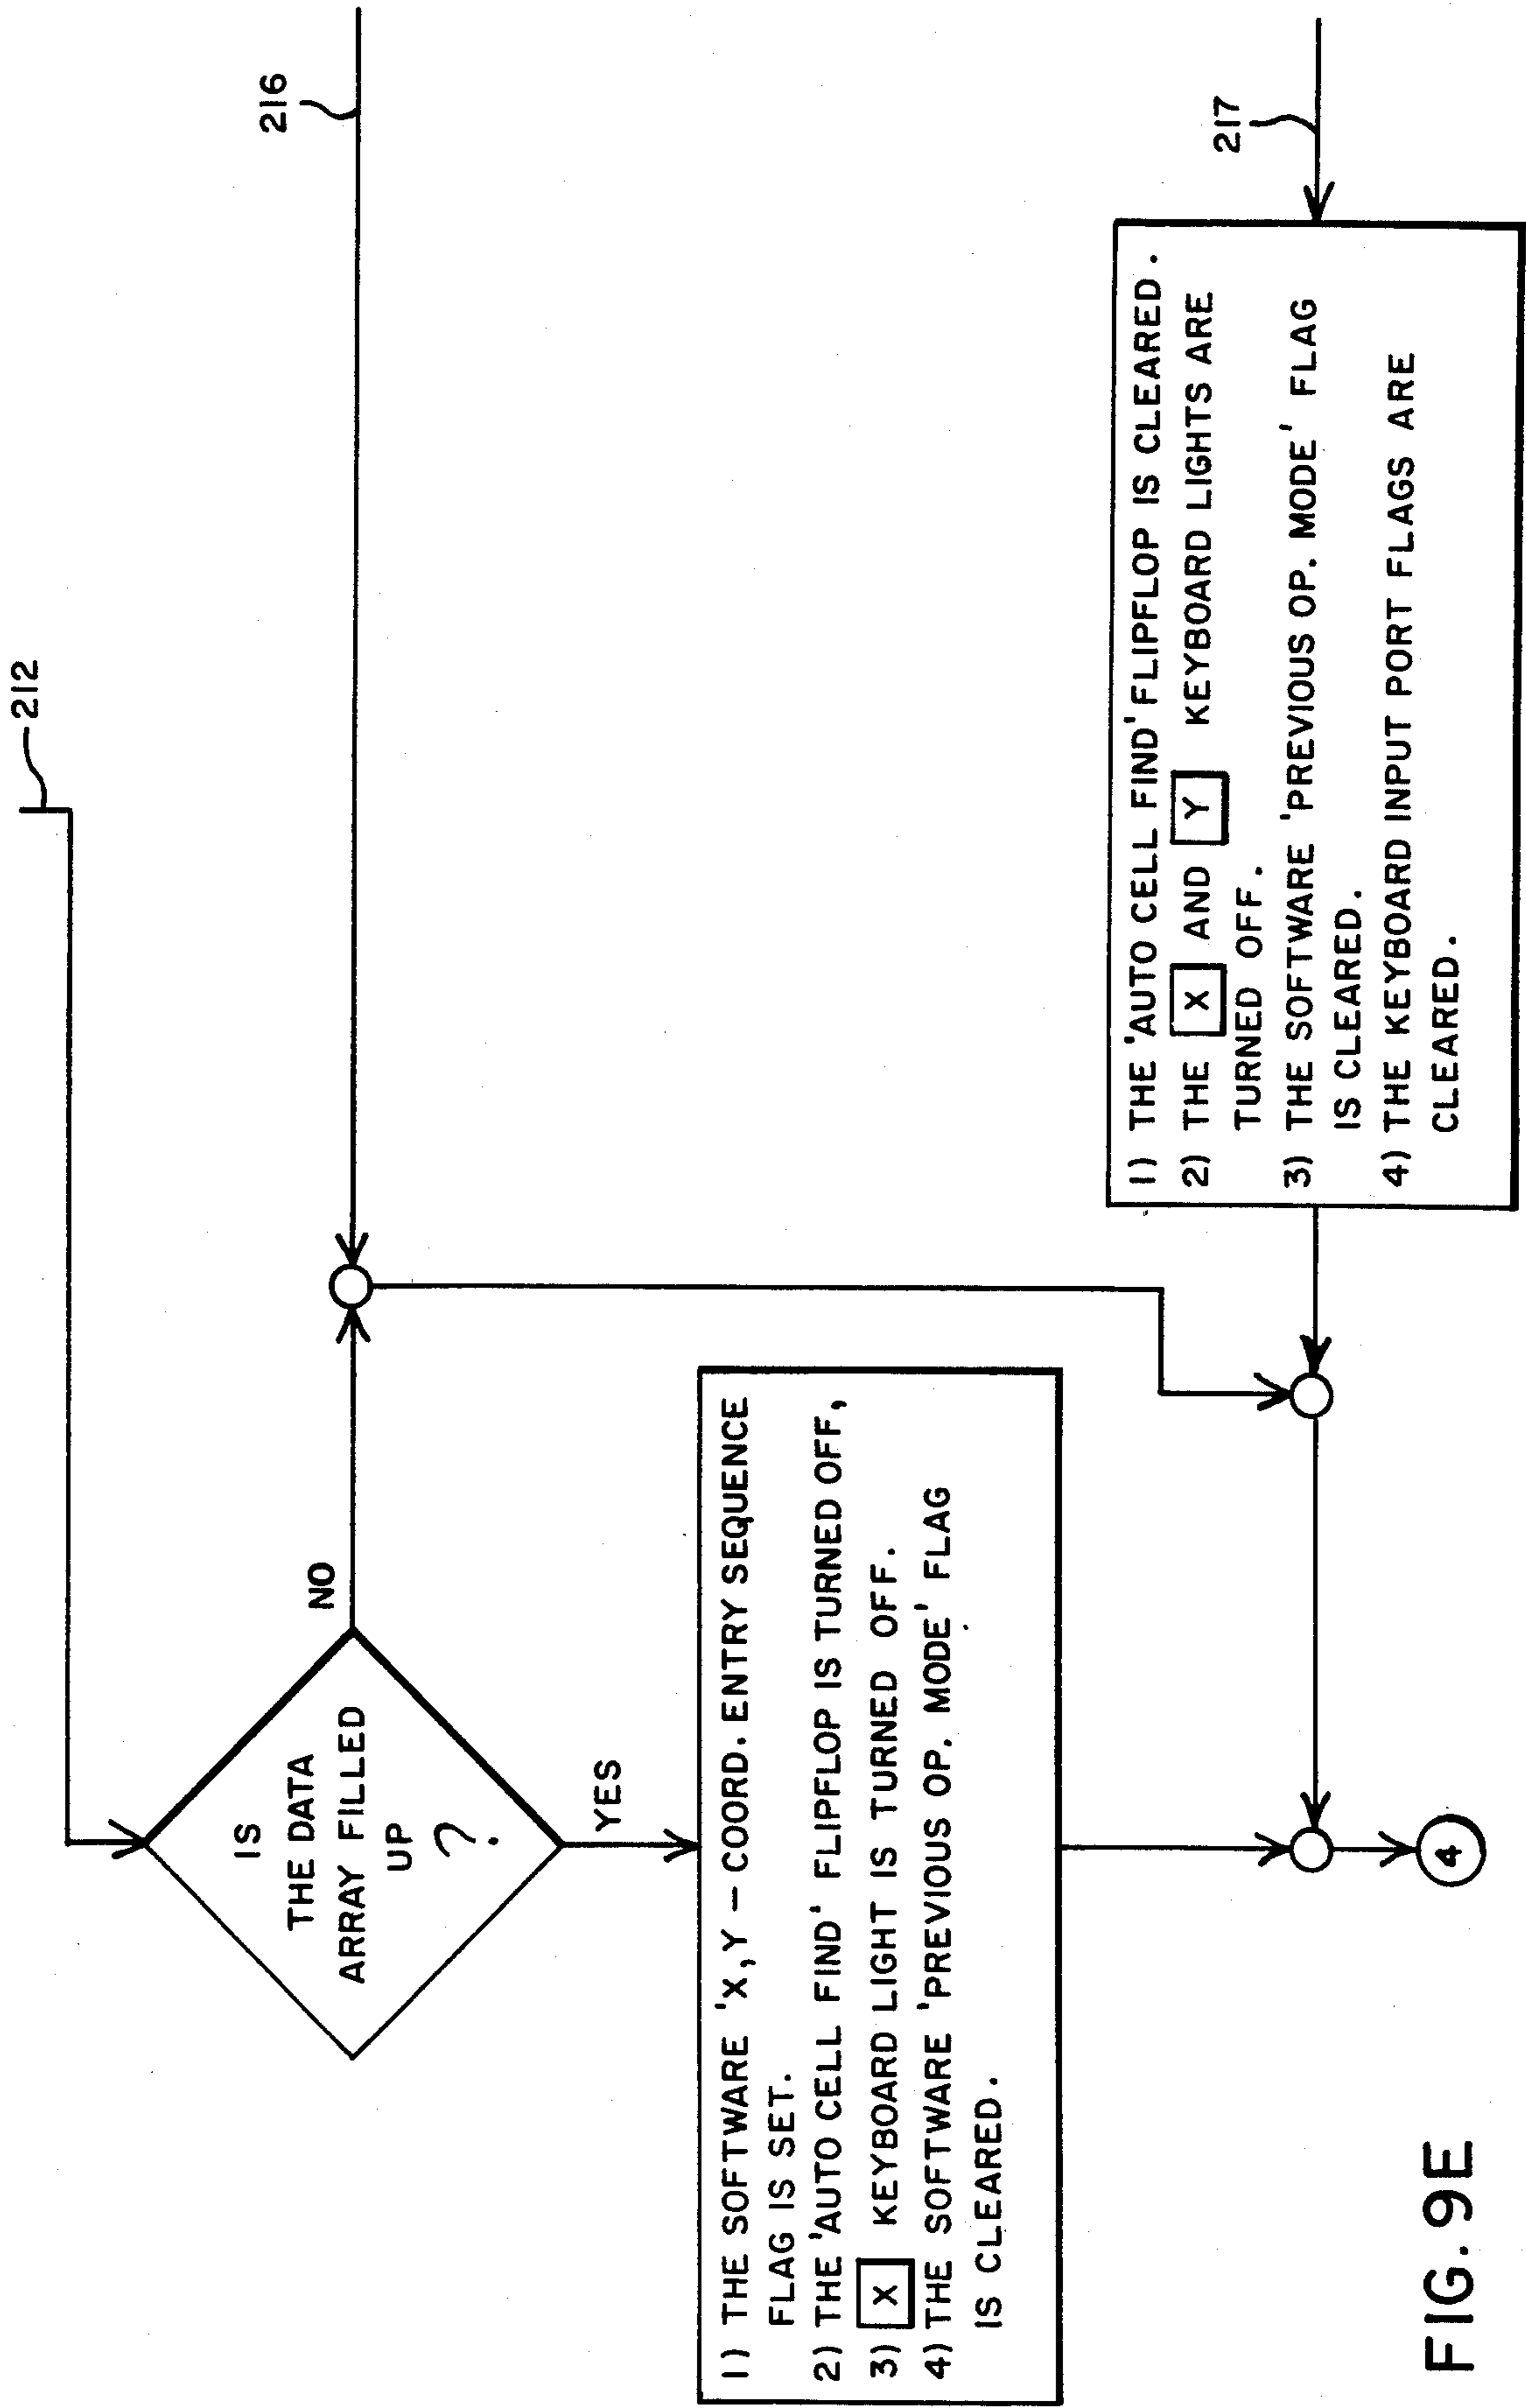 212
216
IS
THE DATA
ARRAY FILLED
UP
?
NO
YES
1) THE SOFTWARE 'X,Y – COORD. ENTRY SEQUENCE
FLAG IS SET.
2) THE 'AUTO CELL FIND' FLIPFLOP IS TURNED OFF,
3) X KEYBOARD LIGHT IS TURNED OFF.
4) THE SOFTWARE 'PREVIOUS OP. MODE' FLAG
IS CLEARED.
217
1) THE 'AUTO CELL FIND' FLIPFLOP IS CLEARED.
2) THE X AND Y KEYBOARD LIGHTS ARE
TURNED OFF.
3) THE SOFTWARE 'PREVIOUS OP. MODE' FLAG
IS CLEARED.
4) THE KEYBOARD INPUT PORT FLAGS ARE
CLEARED.
4
FIG. 9E